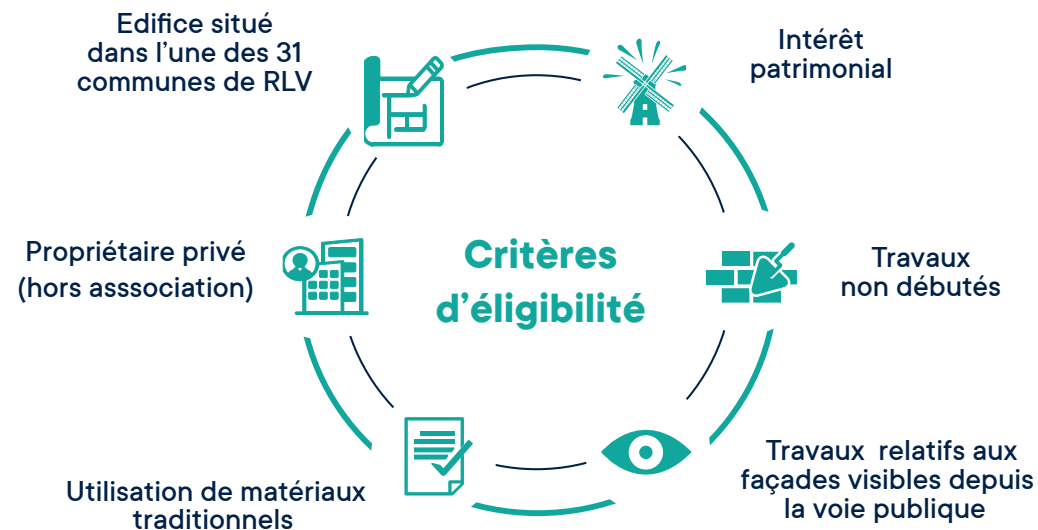 Edifice situé
dans l'une des 31
communes de RLV
Intérêt
patrimonial
Propriétaire privé
(hors asssociation)
Critères
d'éligibilité
Travaux
non débutés
Utilisation de matériaux
traditionnels
Travaux relatifs aux
façades visibles depuis
la voie publique